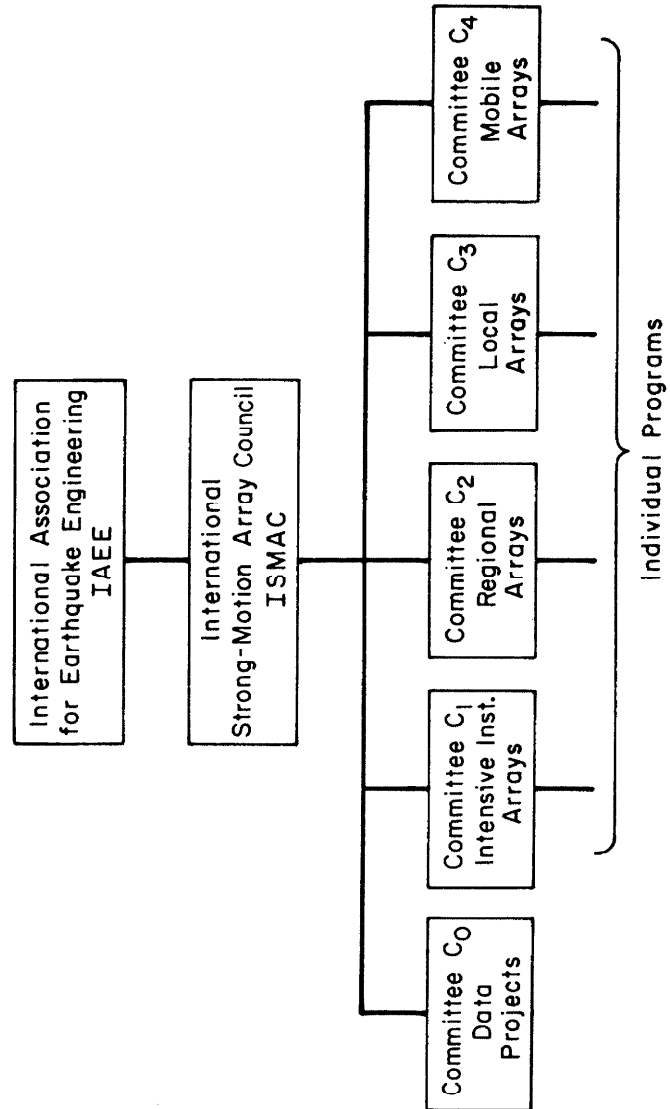 International Association
for Earthquake Engineering
IAEE
International
Strong-Motion Array Council
ISMAC
Committee C0
Data
Projects
Committee C1
Intensive Inst.
Arrays
Committee C2
Regional
Arrays
Committee C3
Local
Arrays
Committee C4
Mobile
Arrays
Individual Programs